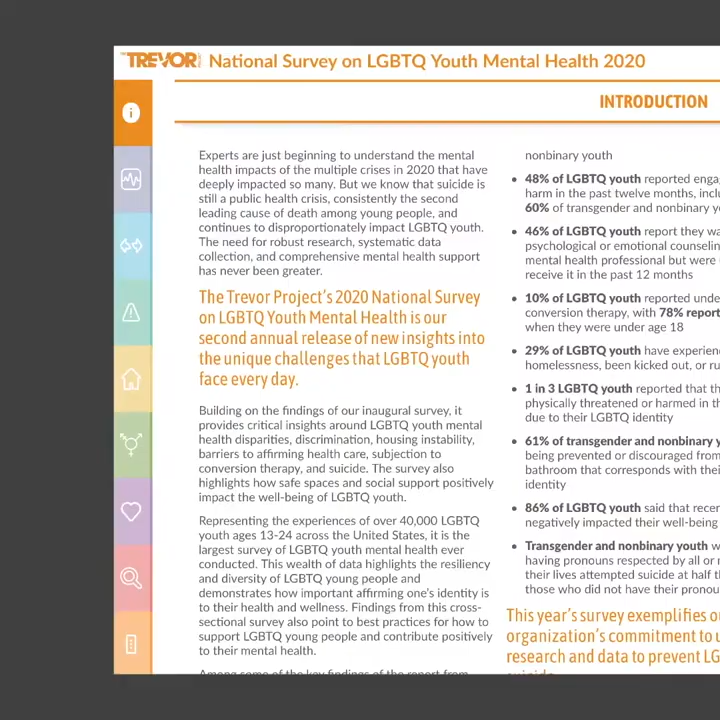 THE TREVOR PROJECT National Survey on LGBTQ Youth Mental Health 2020
INTRODUCTION
Experts are just beginning to understand the mental
health impacts of the multiple crises in 2020 that have
deeply impacted so many. But we know that suicide is
still a public health crisis, consistently the second
leading cause of death among young people, and
continues to disproportionately impact LGBTQ youth.
The need for robust research, systematic data
collection, and comprehensive mental health support
has never been greater.
The Trevor Project's 2020 National Survey
on LGBTQ Youth Mental Health is our
second annual release of new insights into
the unique challenges that LGBTQ youth
face every day.
Building on the findings of our inaugural survey, it
provides critical insights around LGBTQ youth mental
health disparities, discrimination, housing instability,
barriers to affirming health care, subjection to
conversion therapy, and suicide. The survey also
highlights how safe spaces and social support positively
impact the well-being of LGBTQ youth.
Representing the experiences of over 40,000 LGBTQ
youth ages 13-24 across the United States, it is the
largest survey of LGBTQ youth mental health ever
conducted. This wealth of data highlights the resiliency
and diversity of LGBTQ young people and
demonstrates how important affirming one's identity is
to their health and wellness. Findings from this cross-
sectional survey also point to best practices for how to
support LGBTQ young people and contribute positively
to their mental health.
Among some of the key findings of the report from
nonbinary youth
• 48% of LGBTQ youth reported engag
harm in the past twelve months, inclu
60% of transgender and nonbinary yo
• 46% of LGBTQ youth report they wa
psychological or emotional counselin
mental health professional but were
receive it in the past 12 months
• 10% of LGBTQ youth reported unde
conversion therapy, with 78% report
when they were under age 18
• 29% of LGBTQ youth have experienc
homelessness, been kicked out, or ru
• 1 in 3 LGBTQ youth reported that th
physically threatened or harmed in th
due to their LGBTQ identity
• 61% of transgender and nonbinary y
being prevented or discouraged from
bathroom that corresponds with thei
identity
• 86% of LGBTQ youth said that recen
negatively impacted their well-being
• Transgender and nonbinary youth w
having pronouns respected by all or m
their lives attempted suicide at half th
those who did not have their pronou
This year's survey exemplifies ou
organization's commitment to u
research and data to prevent LG
suicide